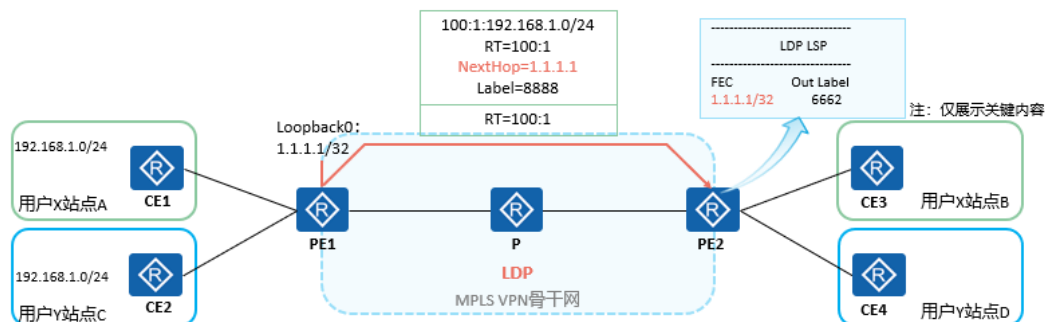 100:1:192.168.1.0/24
RT=100:1
NextHop=1.1.1.1
Label=8888
RT=100:1
--------------------------------
LDP LSP
--------------------------------
FEC Out Label
1.1.1.1/32 6662
注：仅展示关键内容
Loopback0：
1.1.1.1/32
192.168.1.0/24
R
CE1
用户X站点A
192.168.1.0/24
R
CE2
用户Y站点C
R
PE1
R
P
R
PE2
LDP
MPLS VPN骨干网
R
CE3
用户X站点B
R
CE4
用户Y站点D